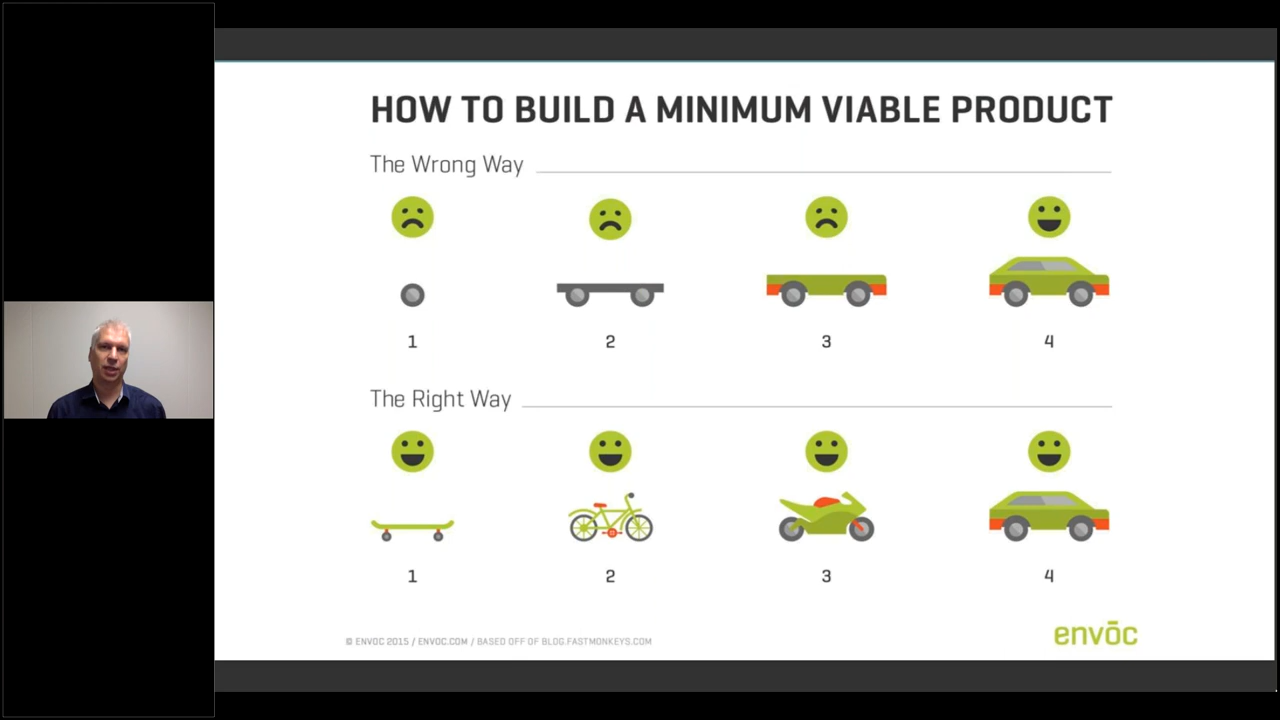 HOW TO BUILD A MINIMUM VIABLE PRODUCT
The Wrong Way
1 2 3 4
The Right Way
1 2 3 4
© ENVOC 2015 / ENVOC.COM / BASED OFF OF BLOG.FASTMONKEYS.COM
envōc